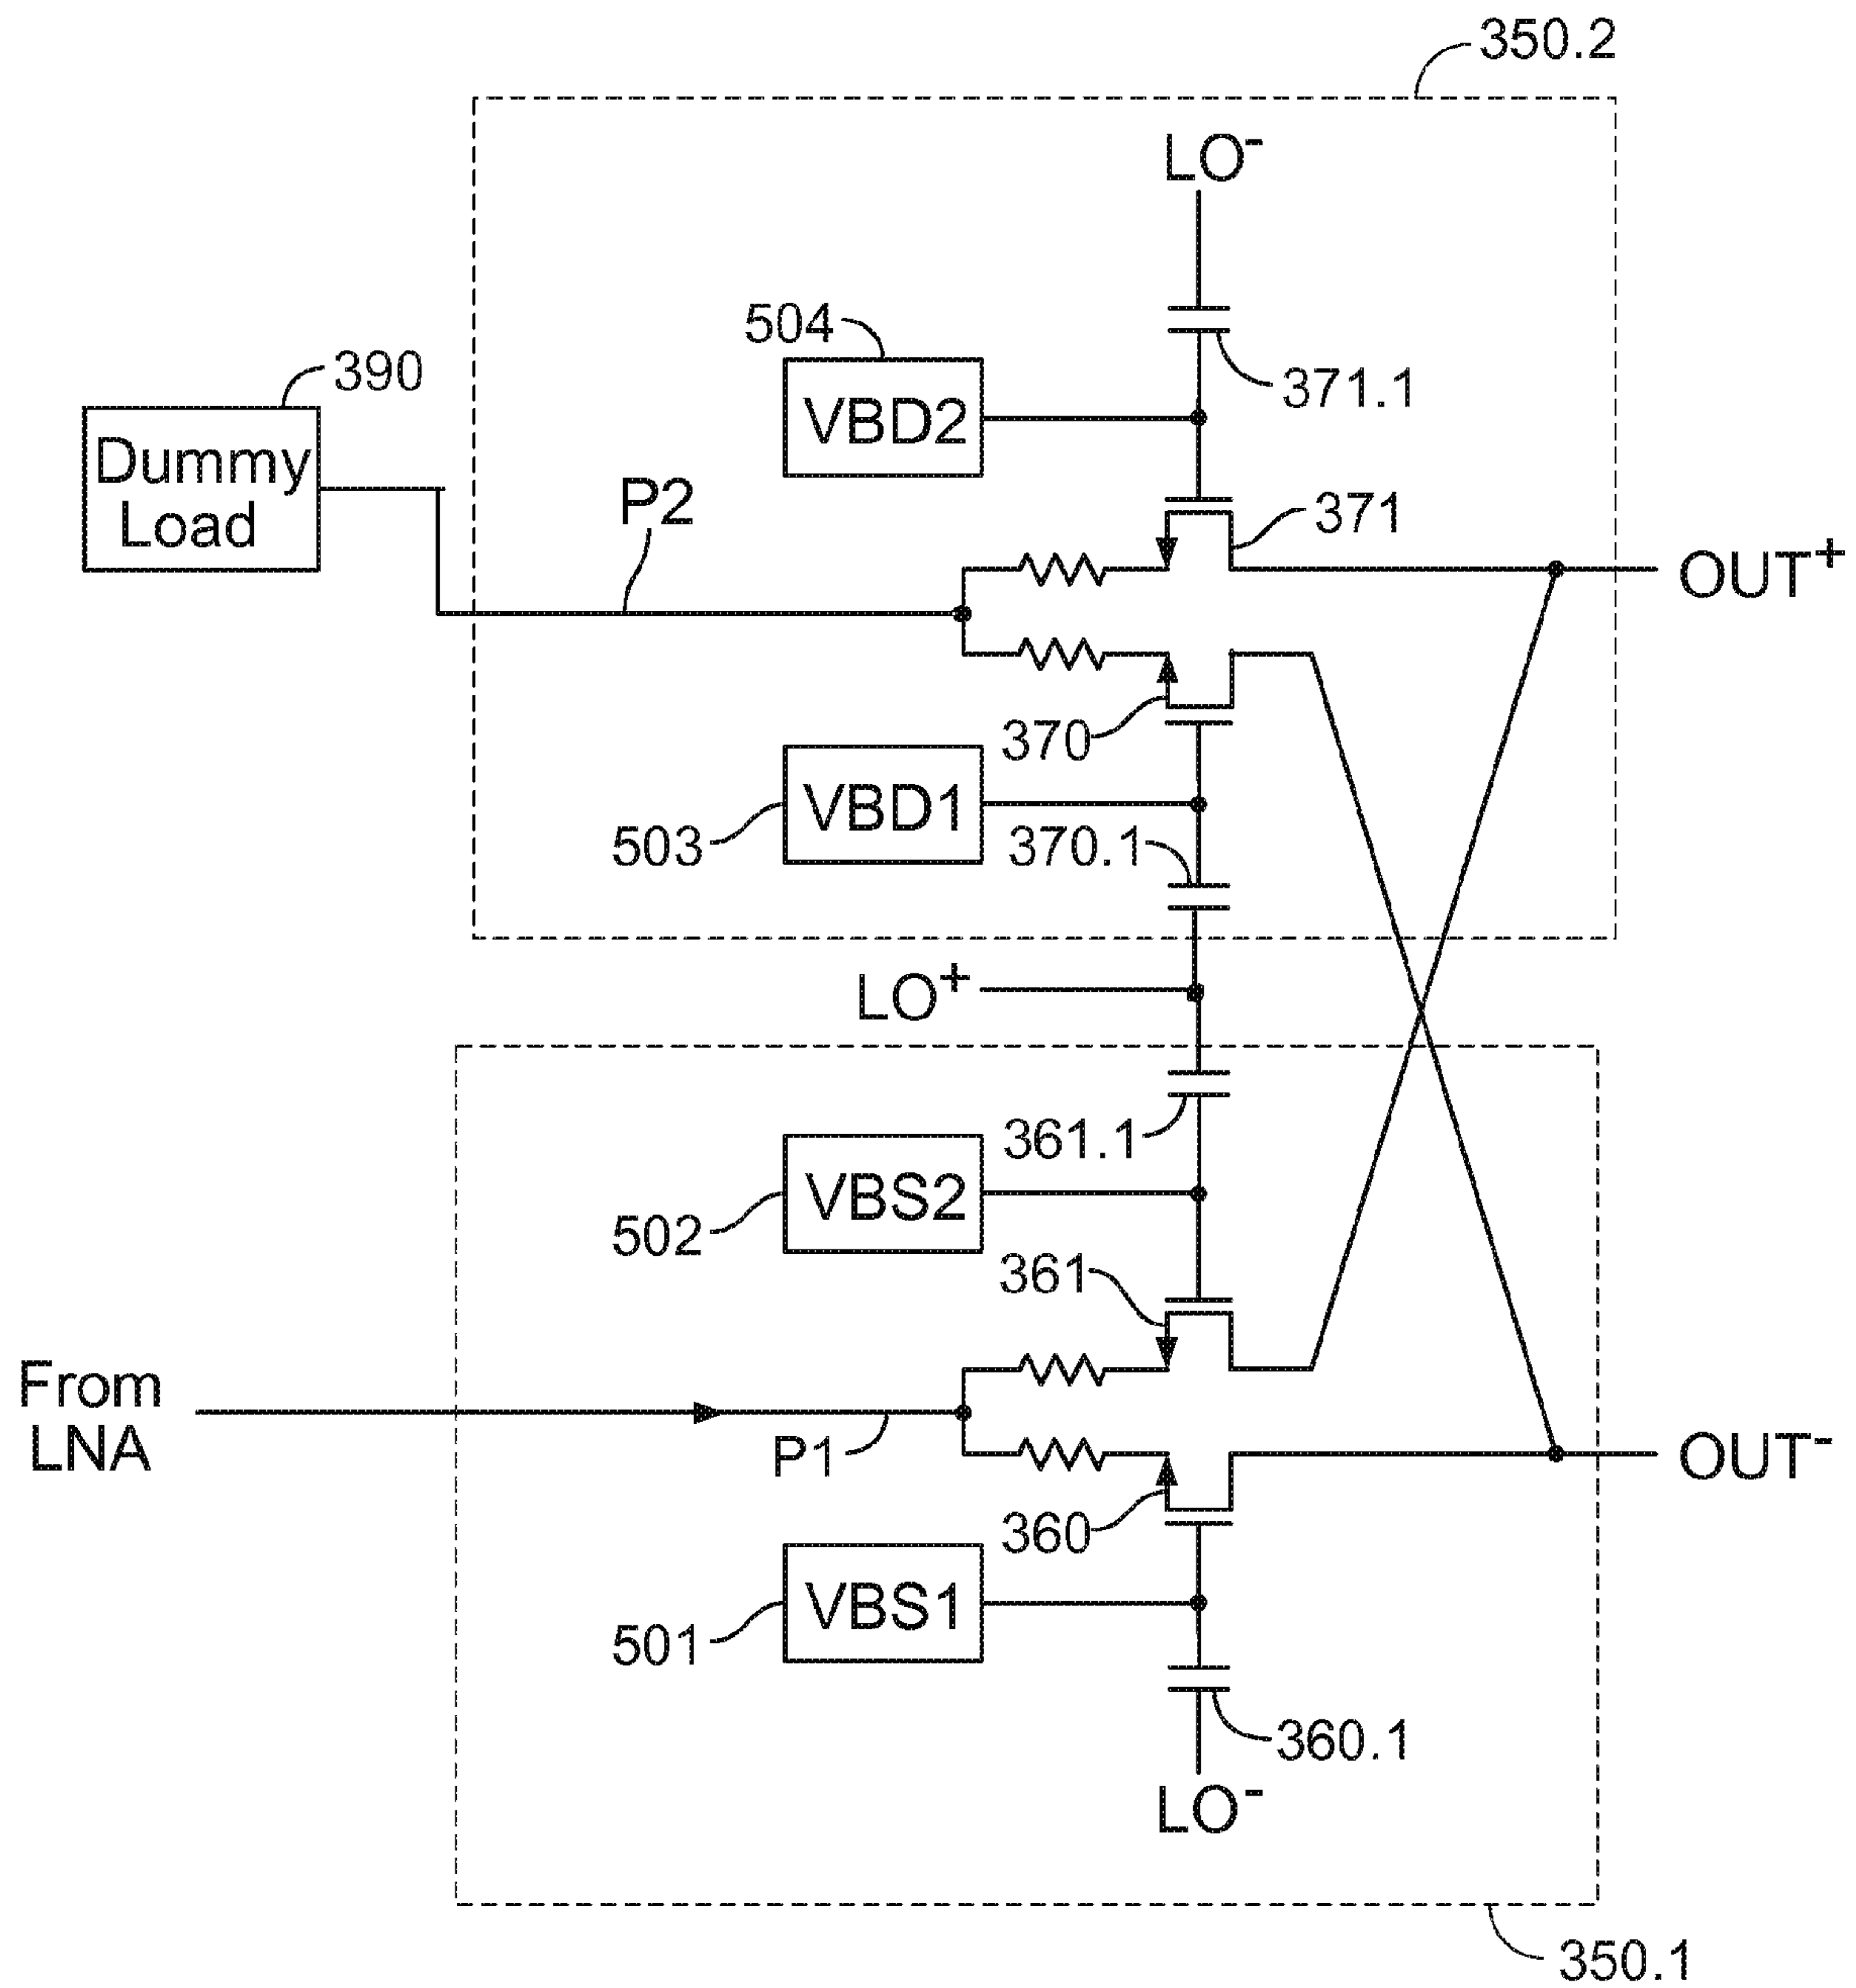 350.2
LO-
504
371.1
390
VBD2
Dummy
Load
P2
371
OUT+
370
VBD1
503
370.1
LO+
361.1
VBS2
502
361
From
LNA
P1
OUT-
360
VBS1
501
360.1
LO-
350.1